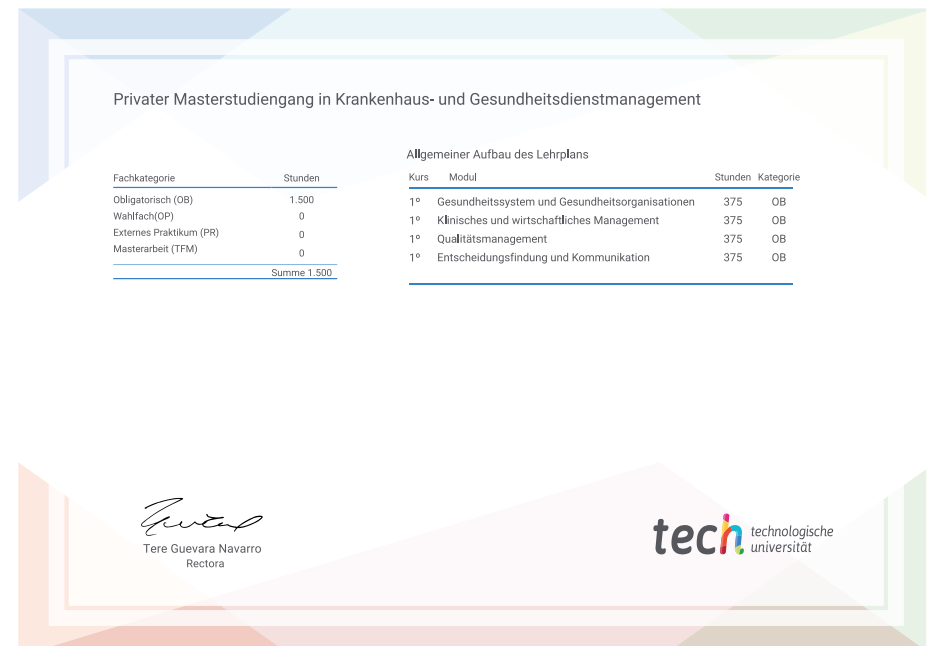 Privater Masterstudiengang in Krankenhaus- und Gesundheitsdienstmanagement
Fachkategorie Stunden
Obligatorisch (OB) 1.500
Wahlfach(OP) 0
Externes Praktikum (PR) 0
Masterarbeit (TFM) 0
Summe 1.500
Allgemeiner Aufbau des Lehrplans
Kurs Modul Stunden Kategorie
1º Gesundheitssystem und Gesundheitsorganisationen 375 OB
1º Klinisches und wirtschaftliches Management 375 OB
1º Qualitätsmanagement 375 OB
1º Entscheidungsfindung und Kommunikation 375 OB
Tere Guevara Navarro
Rectora
tech technologische
universität